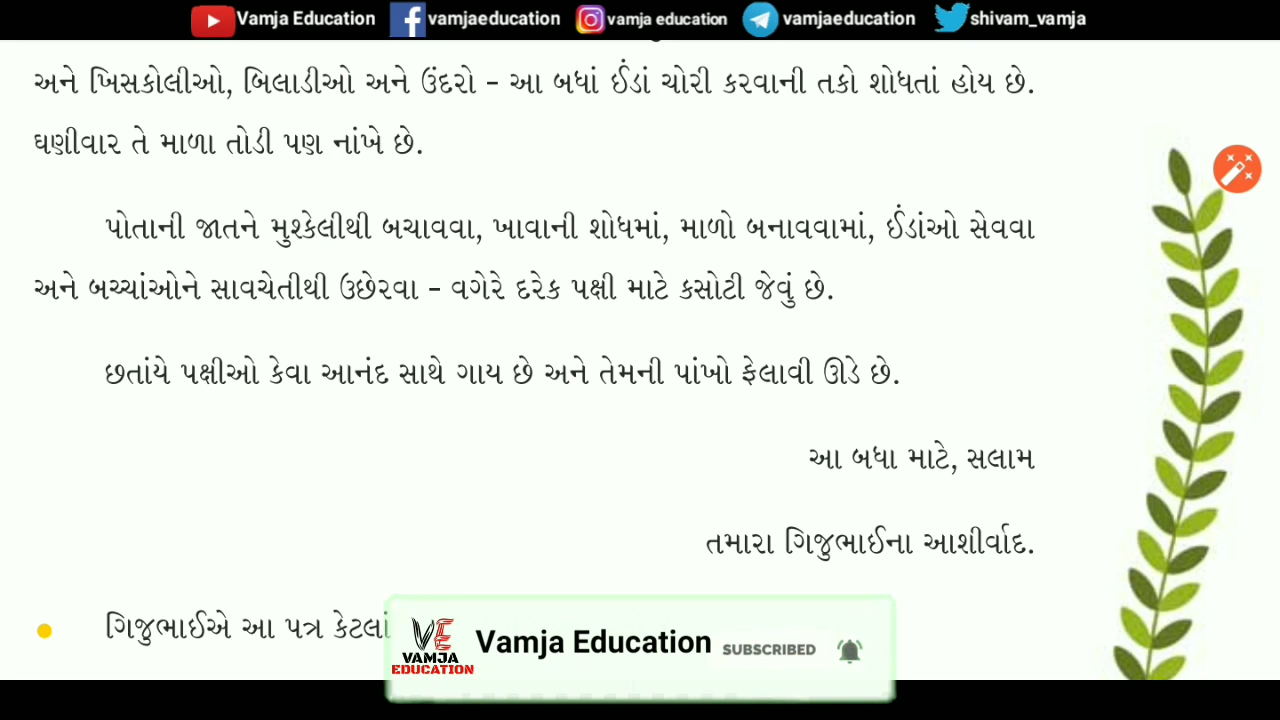 Vamja Education vamjaeducation vamja education vamjaeducation shivam_vamja
અને ખિસકોલીઓ, બિલાડીઓ અને ઉંદરો - આ બધાં ઈંડાં ચોરી કરવાની તકો શોધતાં હોય છે.
ઘણીવાર તે માળા તોડી પણ નાંખે છે.
પોતાની જાતને મુશ્કેલીથી બચાવવા, ખાવાની શોધમાં, માળો બનાવવામાં, ઈંડાંઓ સેવવા
અને બચ્ચાંઓને સાવચેતીથી ઉછેરવા - વગેરે દરેક પક્ષી માટે કસોટી જેવું છે.
છતાંયે પક્ષીઓ કેવા આનંદ સાથે ગાય છે અને તેમની પાંખો ફેલાવી ઊડે છે.
આ બધા માટે, સલામ
તમારા ગિજુભાઈના આશીર્વાદ.
ગિજુભાઈએ આ પત્ર કેટલાં
VE
VAMJA
EDUCATION
Vamja Education SUBSCRIBED